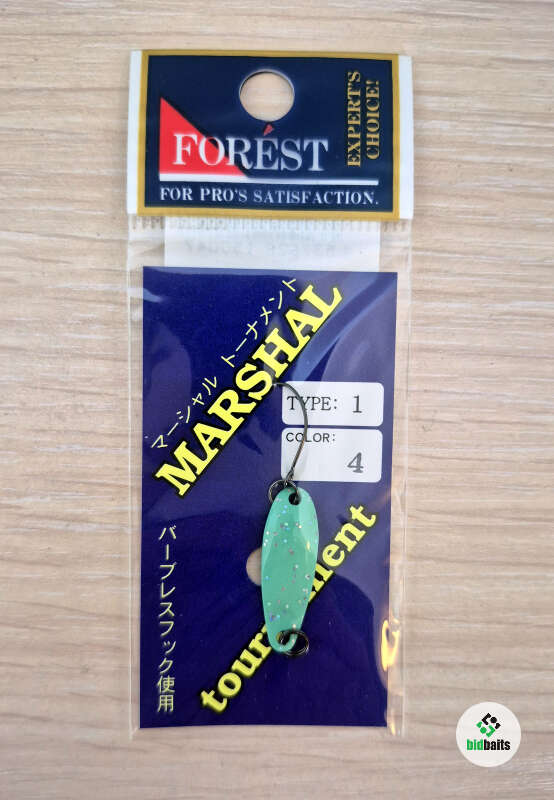 FORÉST
EXPERT'S
CHOICE!
FOR PRO'S SATISFACTION.
マーシャル トーナメント
MARSHAL
TYPE: 1
COLOR:
4
バーブレスフック使用
bidbaits